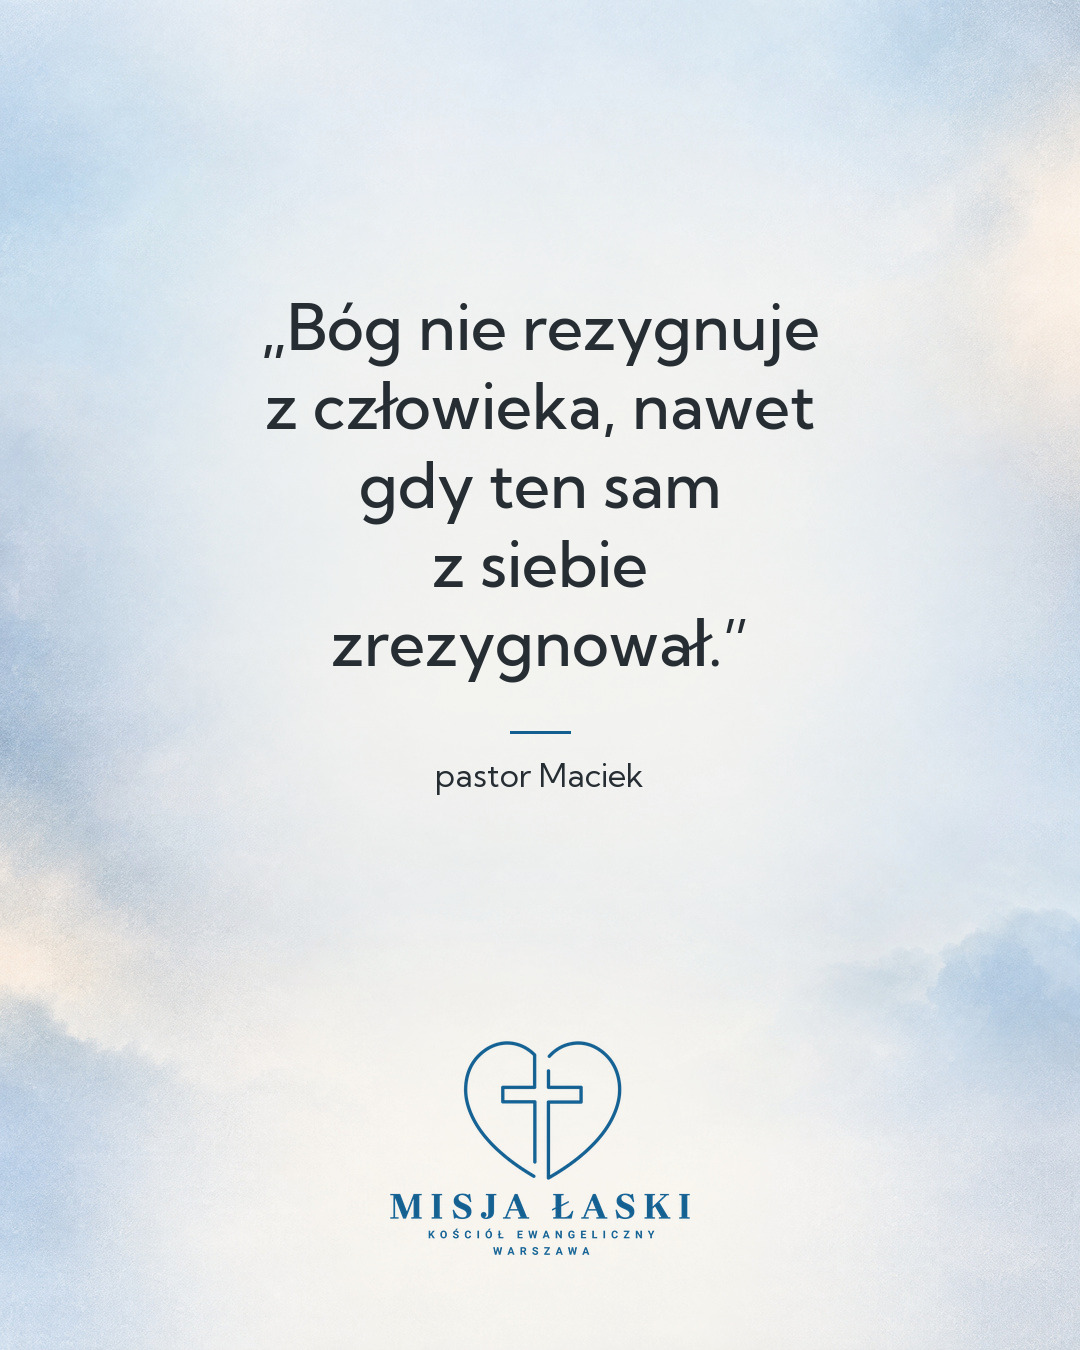 „Bóg nie rezygnuje
z człowieka, nawet
gdy ten sam
z siebie
zrezygnował.”
pastor Maciek
MISJA ŁASKI
KOŚCIÓŁ EWANGELICZNY
WARSZAWA